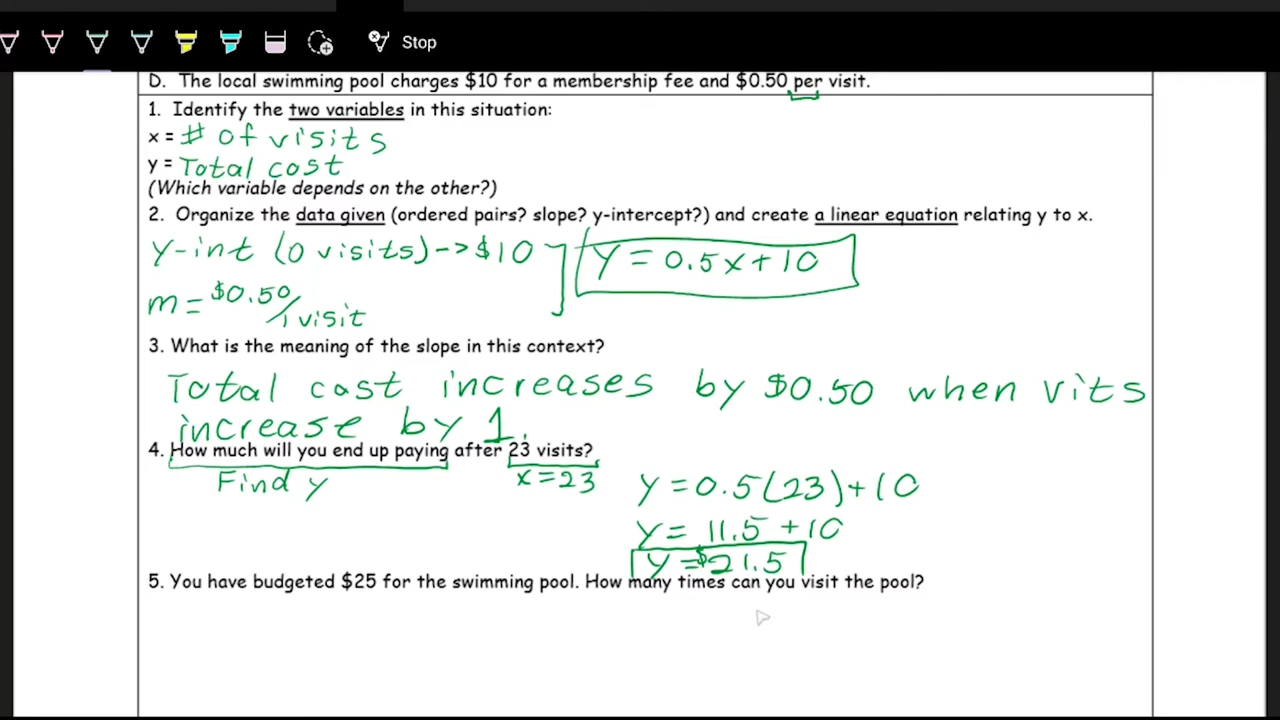 Stop
D. The local swimming pool charges $10 for a membership fee and $0.50 per visit.
1. Identify the two variables in this situation:
x = # of visits
y = Total cost
(Which variable depends on the other?)
2. Organize the data given (ordered pairs? slope? y-intercept?) and create a linear equation relating y to x.
y-int (0 visits) -> $10
y = 0.5x + 10
m = $0.50/1 visit
3. What is the meaning of the slope in this context?
Total cost increases by $0.50 when vits
increase by 1.
4. How much will you end up paying after 23 visits?
Find y
x = 23
y = 0.5(23) + 10
y = 11.5 + 10
y = $21.5
5. You have budgeted $25 for the swimming pool. How many times can you visit the pool?